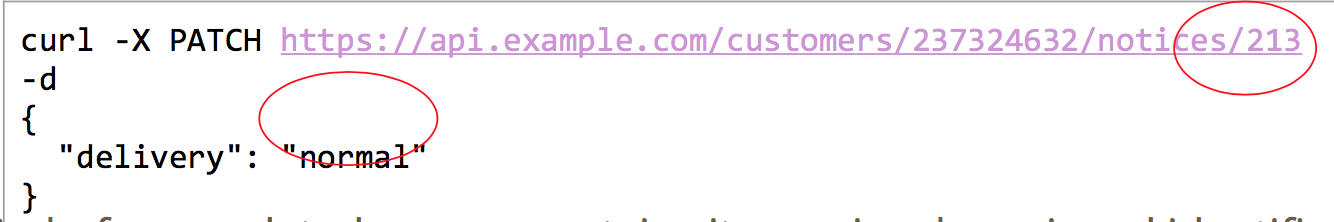 curl -X PATCH https://api.example.com/customers/237324632/notices/213
-d
{
  "delivery": "normal"
}